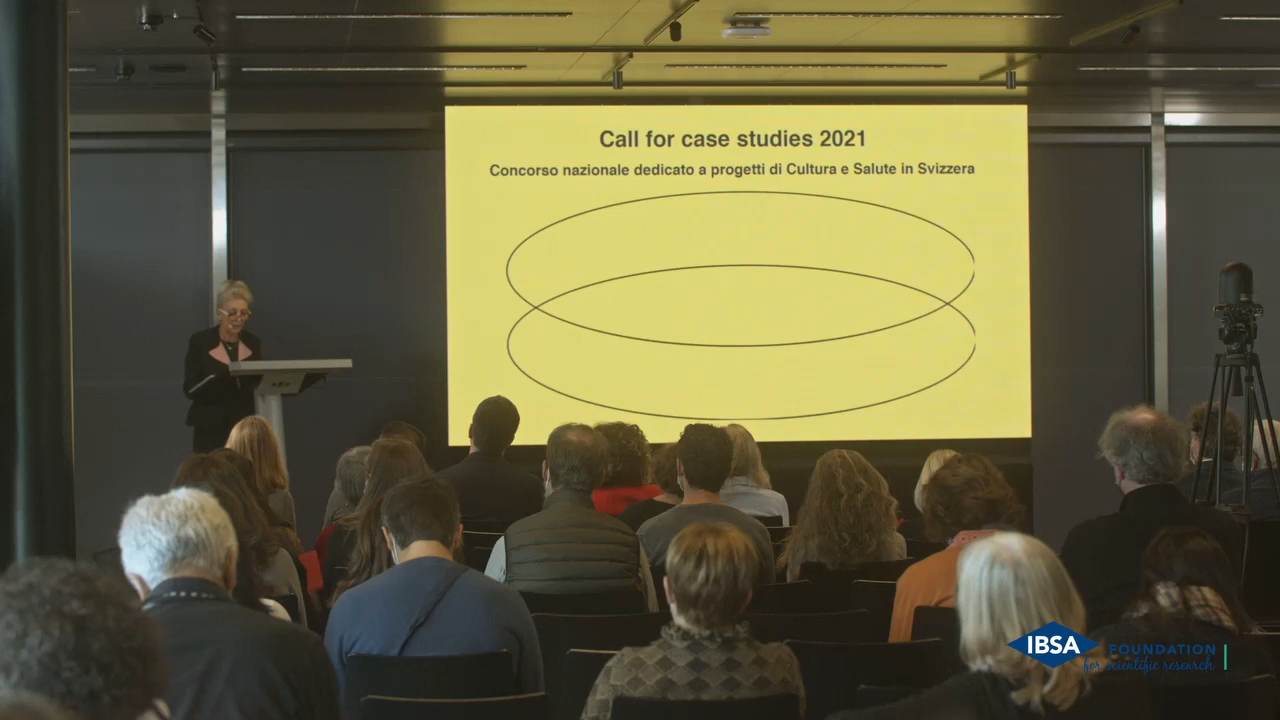 Call for case studies 2021
Concorso nazionale dedicato a progetti di Cultura e Salute in Svizzera
IBSA FOUNDATION
for scientific research